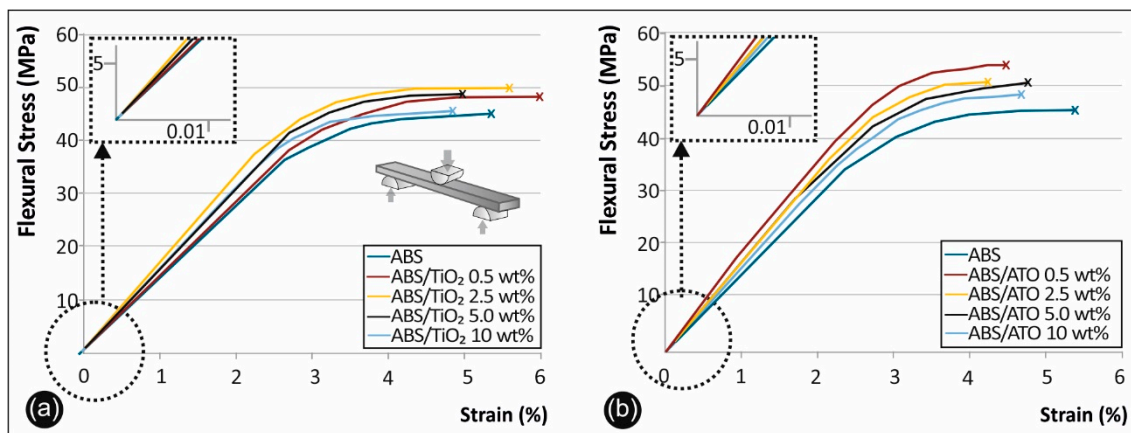 Flexural Stress (MPa)
60
50
40
30
20
10
0
5
0.01
ABS
ABS/TiO₂ 0.5 wt%
ABS/TiO₂ 2.5 wt%
ABS/TiO₂ 5.0 wt%
ABS/TiO₂ 10 wt%
0 1 2 3 4 5 6
Strain (%)
(a)
Flexural Stress (MPa)
60
50
40
30
20
10
0
5
0.01
ABS
ABS/ATO 0.5 wt%
ABS/ATO 2.5 wt%
ABS/ATO 5.0 wt%
ABS/ATO 10 wt%
0 1 2 3 4 5 6
Strain (%)
(b)